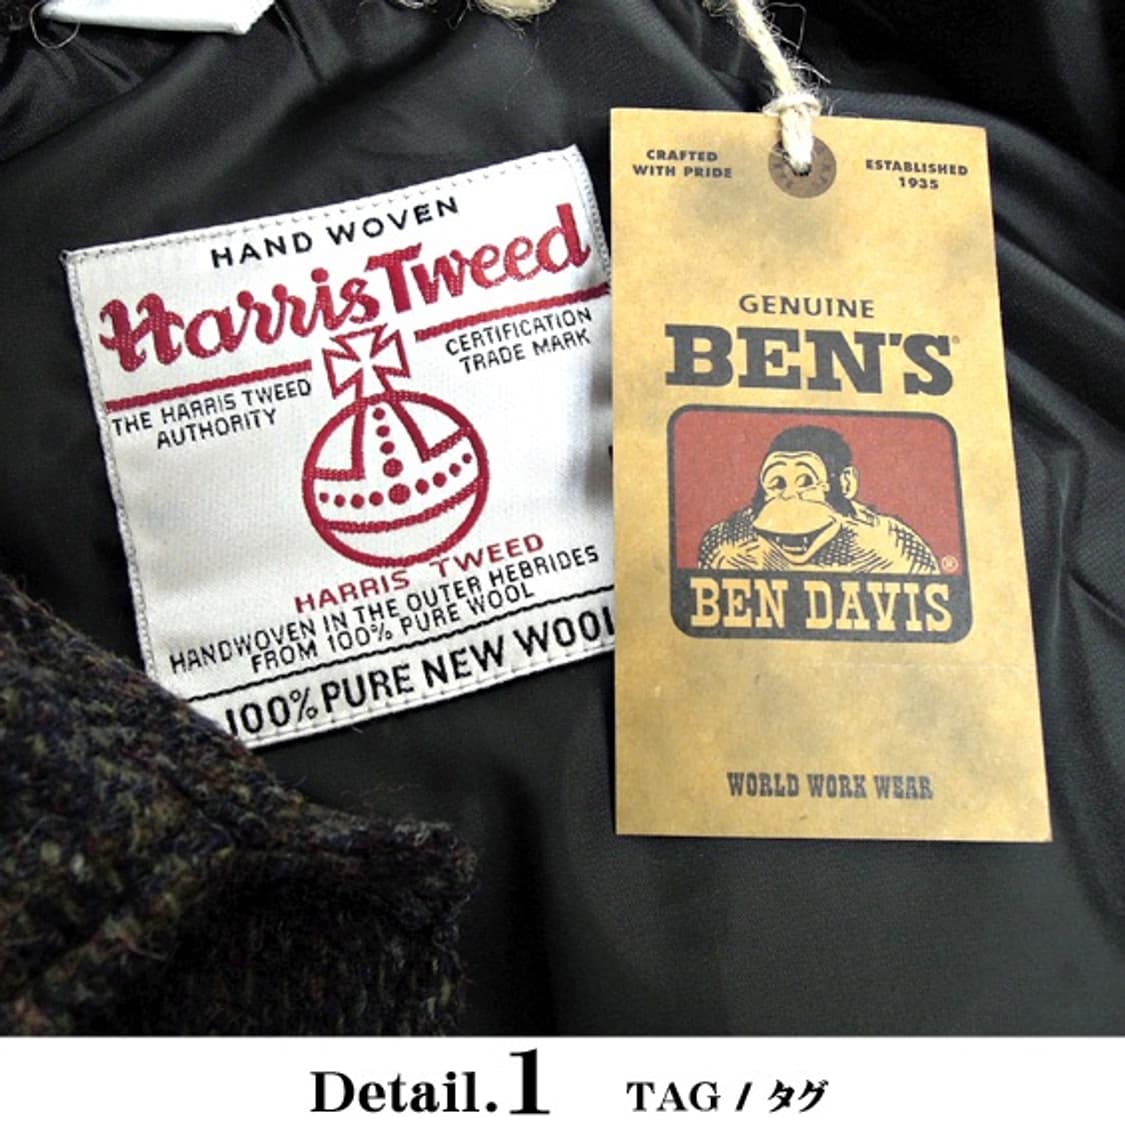 HAND WOVEN
Harris Tweed
CERTIFICATION
TRADE MARK
THE HARRIS TWEED
AUTHORITY
HARRIS TWEED
HANDWOVEN IN THE OUTER HEBRIDES
FROM 100% PURE WOOL
100% PURE NEW WOOL
CRAFTED
WITH PRIDE
ESTABLISHED
1935
GENUINE
BEN'S
BEN DAVIS
®
WORLD WORK WEAR
Detail.1 TAG / タグ